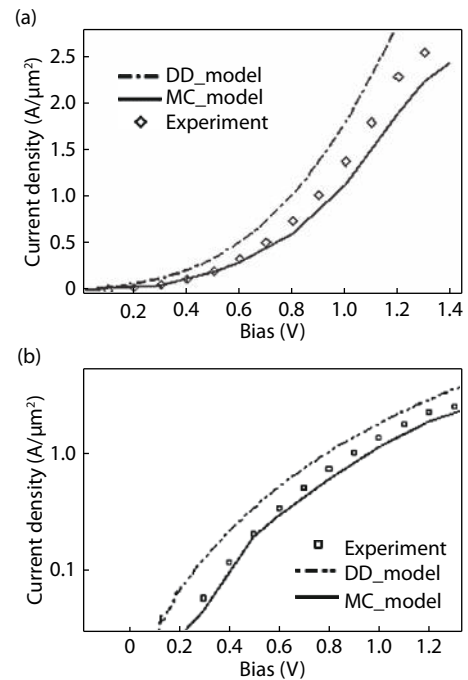 (a)
2.5
2.0
1.5
1.0
0.5
0
Current density (A/μm²)
DD_model
MC_model
Experiment
0.2 0.4 0.6 0.8 1.0 1.2 1.4
Bias (V)
(b)
1.0
0.1
Current density (A/μm²)
Experiment
DD_model
MC_model
0 0.2 0.4 0.6 0.8 1.0 1.2
Bias (V)